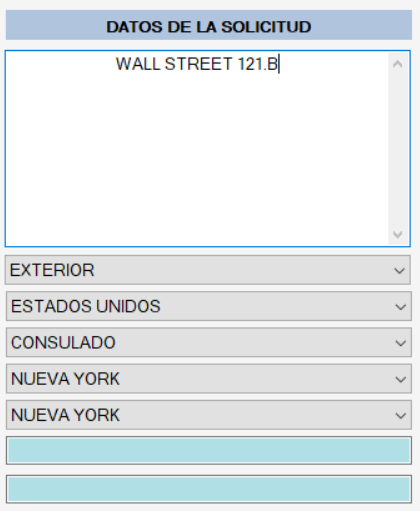 DATOS DE LA SOLICITUD
WALL STREET 121.B
EXTERIOR
ESTADOS UNIDOS
CONSULADO
NUEVA YORK
NUEVA YORK